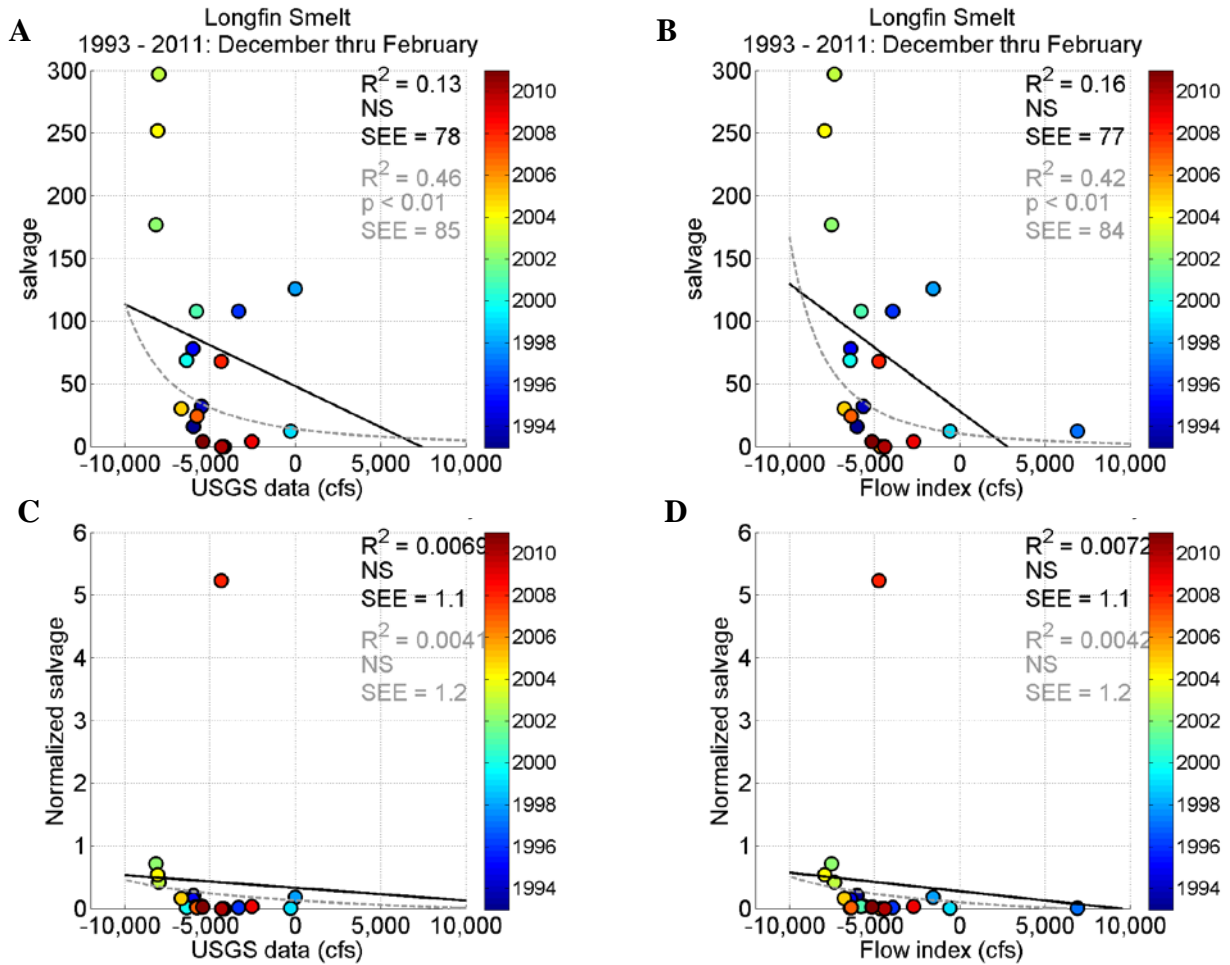 A
Longfin Smelt
1993 - 2011: December thru February
300
250
200
150
100
50
0
salvage
R² = 0.13
NS
SEE = 78
R² = 0.46
p < 0.01
SEE = 85
-10,000 -5,000 0 5,000 10,000
USGS data (cfs)
2010
2008
2006
2004
2002
2000
1998
1996
1994
B
Longfin Smelt
1993 - 2011: December thru February
300
250
200
150
100
50
0
salvage
R² = 0.16
NS
SEE = 77
R² = 0.42
p < 0.01
SEE = 84
-10,000 -5,000 0 5,000 10,000
Flow index (cfs)
2010
2008
2006
2004
2002
2000
1998
1996
1994
C
6
5
4
3
2
1
0
Normalized salvage
R² = 0.0069
NS
SEE = 1.1
R² = 0.0041
NS
SEE = 1.2
-10,000 -5,000 0 5,000 10,000
USGS data (cfs)
2010
2008
2006
2004
2002
2000
1998
1996
1994
D
6
5
4
3
2
1
0
Normalized salvage
R² = 0.0072
NS
SEE = 1.1
R² = 0.0042
NS
SEE = 1.2
-10,000 -5,000 0 5,000 10,000
Flow index (cfs)
2010
2008
2006
2004
2002
2000
1998
1996
1994